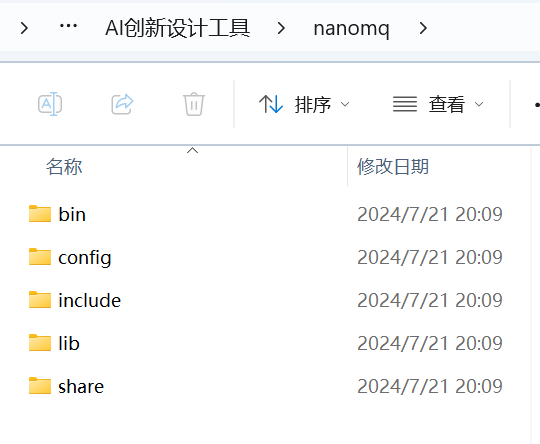 AI创新设计工具 nanomq
排序 查看
名称 修改日期
bin 2024/7/21 20:09
config 2024/7/21 20:09
include 2024/7/21 20:09
lib 2024/7/21 20:09
share 2024/7/21 20:09